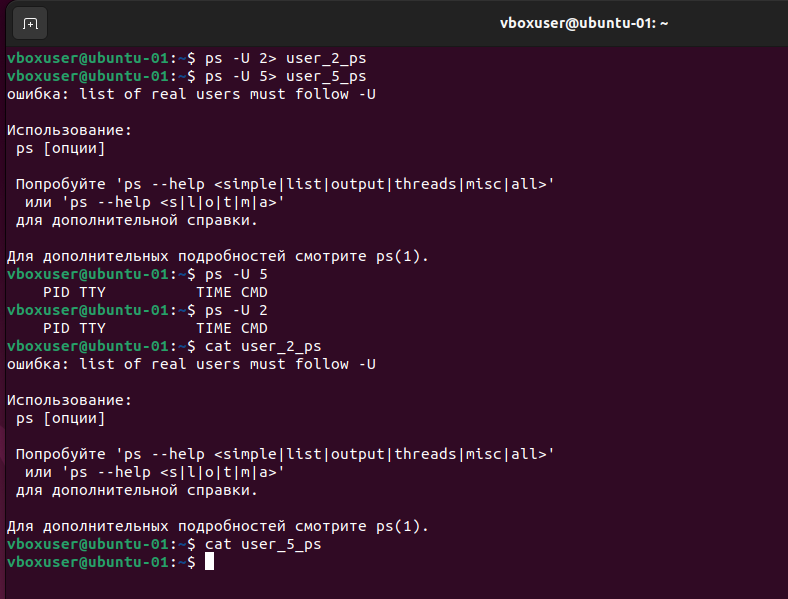 vboxuser@ubuntu-01: ~
vboxuser@ubuntu-01:~$ ps -U 2> user_2_ps
vboxuser@ubuntu-01:~$ ps -U 5> user_5_ps
ошибка: list of real users must follow -U
Использование:
ps [опции]
Попробуйте 'ps --help <simple|list|output|threads|misc|all>'
или 'ps --help <s|l|o|t|m|a>'
для дополнительной справки.
Для дополнительных подробностей смотрите ps(1).
vboxuser@ubuntu-01:~$ ps -U 5
PID TTY          TIME CMD
vboxuser@ubuntu-01:~$ ps -U 2
PID TTY          TIME CMD
vboxuser@ubuntu-01:~$ cat user_2_ps
ошибка: list of real users must follow -U
Использование:
ps [опции]
Попробуйте 'ps --help <simple|list|output|threads|misc|all>'
или 'ps --help <s|l|o|t|m|a>'
для дополнительной справки.
Для дополнительных подробностей смотрите ps(1).
vboxuser@ubuntu-01:~$ cat user_5_ps
vboxuser@ubuntu-01:~$